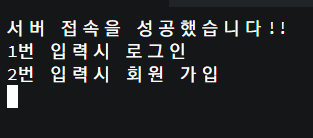 서버 접속을 성공했습니다!!
1번 입력시 로그인
2번 입력시 회원 가입